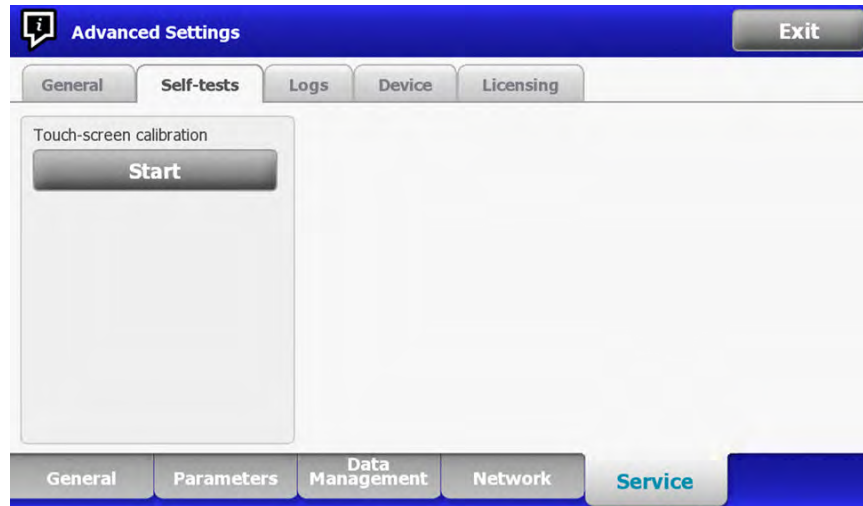 Advanced Settings
Exit
General
Self-tests
Logs
Device
Licensing
Touch-screen calibration
Start
General
Parameters
Data
Management
Network
Service